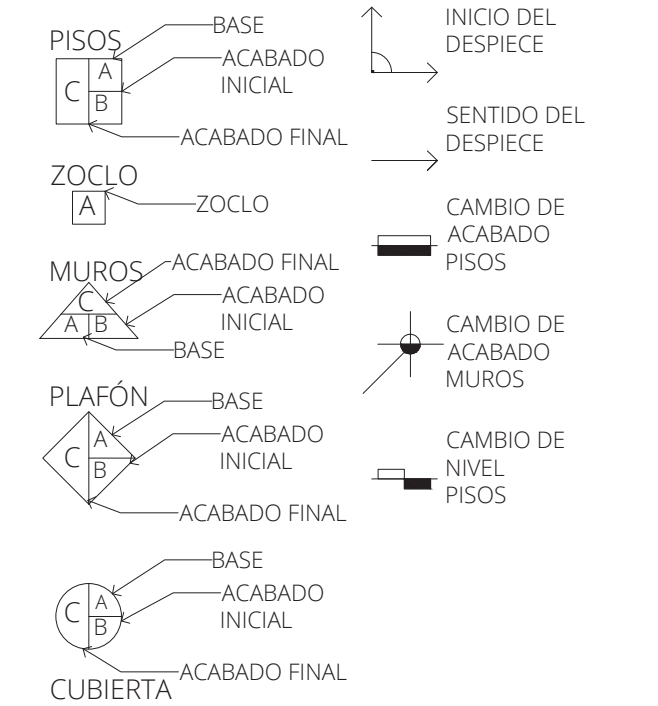 PISOS
BASE
A
C
B
ACABADO
INICIAL
ACABADO FINAL
ZOCLO
A
ZOCLO
MUROS
ACABADO FINAL
C
A B
ACABADO
INICIAL
BASE
PLAFÓN
BASE
A
C
B
ACABADO
INICIAL
ACABADO FINAL
BASE
A
C
B
ACABADO
INICIAL
ACABADO FINAL
CUBIERTA
INICIO DEL
DESPIECE
SENTIDO DEL
DESPIECE
CAMBIO DE
ACABADO
PISOS
CAMBIO DE
ACABADO
MUROS
CAMBIO DE
NIVEL
PISOS